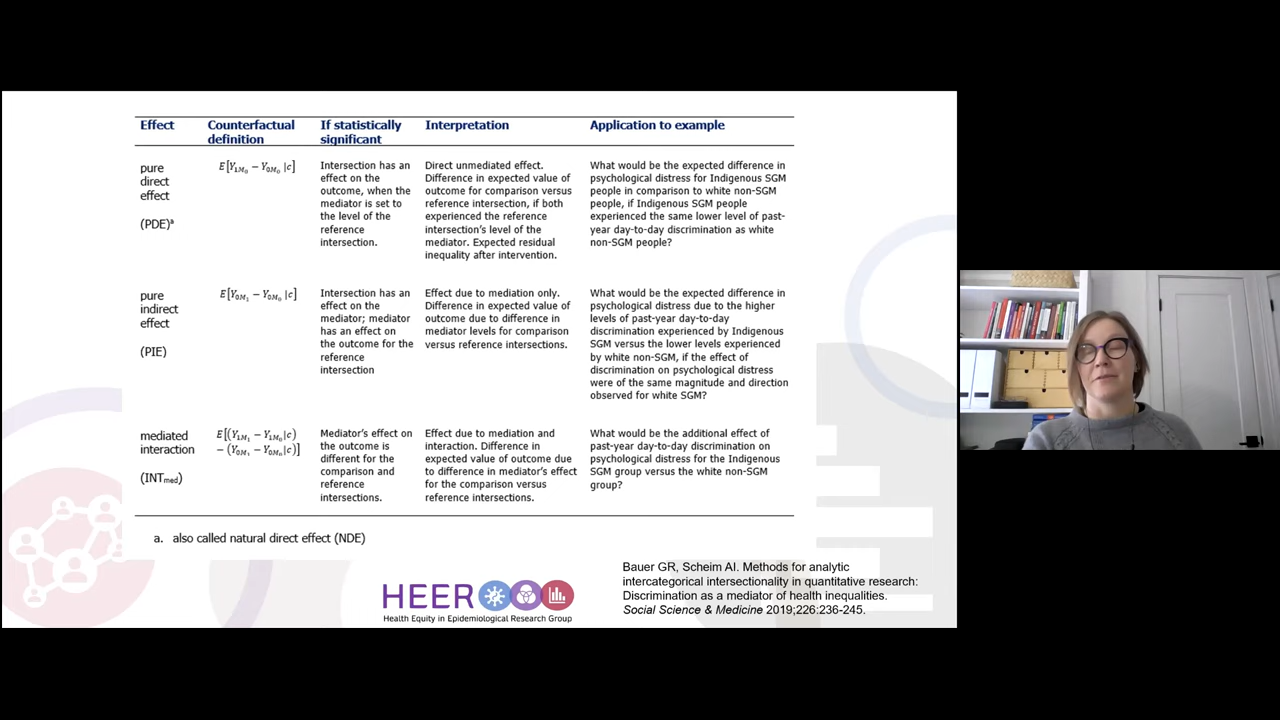 Effect
Counterfactual
definition
If statistically
significant
Interpretation
Application to example
pure
direct
effect
(PDE)ᵃ
E[Y₁M₀ − Y₀M₀ |c]
Intersection has an
effect on the
outcome, when the
mediator is set to
the level of the
reference
intersection.
Direct unmediated effect.
Difference in expected value of
outcome for comparison versus
reference intersection, if both
experienced the reference
intersection's level of the
mediator. Expected residual
inequality after intervention.
What would be the expected difference in
psychological distress for Indigenous SGM
people in comparison to white non-SGM
people, if Indigenous SGM people
experienced the same lower level of past-
year day-to-day discrimination as white
non-SGM people?
pure
indirect
effect
(PIE)
E[Y₀M₁ − Y₀M₀ |c]
Intersection has an
effect on the
mediator; mediator
has an effect on
the outcome for the
reference
intersection
Effect due to mediation only.
Difference in expected value of
outcome due to difference in
mediator levels for comparison
versus reference intersections.
What would be the expected difference in
psychological distress due to the higher
levels of past-year day-to-day
discrimination experienced by Indigenous
SGM versus the lower levels experienced
by white non-SGM, if the effect of
discrimination on psychological distress
were of the same magnitude and direction
observed for white SGM?
mediated
interaction
(INTmed)
E[(Y₁M₁ − Y₁M₀|c)
− (Y₀M₁ − Y₀M₀|c)]
Mediator's effect on
the outcome is
different for the
comparison and
reference
intersections.
Effect due to mediation and
interaction. Difference in
expected value of outcome due
to difference in mediator's effect
for the comparison versus
reference intersections.
What would be the additional effect of
past-year day-to-day discrimination on
psychological distress for the Indigenous
SGM group versus the white non-SGM
group?
a. also called natural direct effect (NDE)
HEER
Health Equity in Epidemiological Research Group
Bauer GR, Scheim AI. Methods for analytic
intercategorical intersectionality in quantitative research:
Discrimination as a mediator of health inequalities.
Social Science & Medicine 2019;226:236-245.